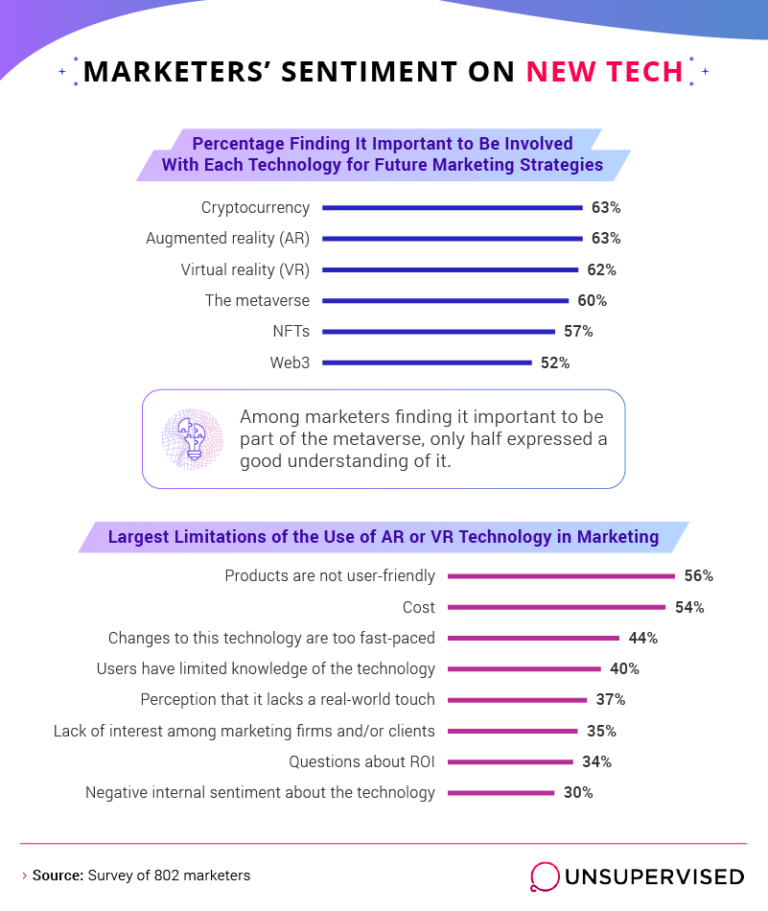 MARKETERS’ SENTIMENT ON NEW TECH
Percentage Finding It Important to Be Involved
With Each Technology for Future Marketing Strategies
Cryptocurrency 63%
Augmented reality (AR) 63%
Virtual reality (VR) 62%
The metaverse 60%
NFTs 57%
Web3 52%
Among marketers finding it important to be
part of the metaverse, only half expressed a
good understanding of it.
Largest Limitations of the Use of AR or VR Technology in Marketing
Products are not user-friendly 56%
Cost 54%
Changes to this technology are too fast-paced 44%
Users have limited knowledge of the technology 40%
Perception that it lacks a real-world touch 37%
Lack of interest among marketing firms and/or clients 35%
Questions about ROI 34%
Negative internal sentiment about the technology 30%
› Source: Survey of 802 marketers
UNSUPERVISED